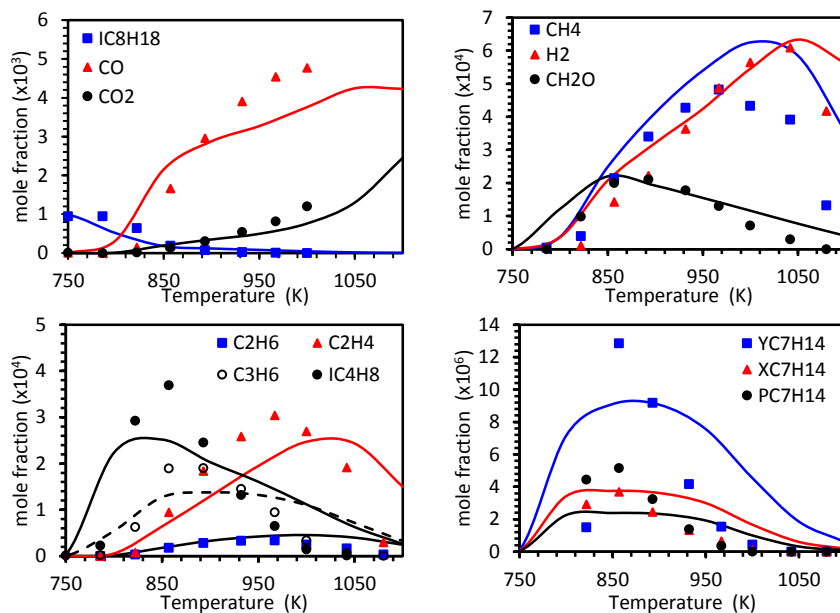 mole fraction (x10³)
5
4
3
2
1
0
IC8H18
CO
CO2
750
850
950
1050
Temperature (K)
mole fraction (x10⁴)
7
6
5
4
3
2
1
0
CH4
H2
CH2O
750
850
950
1050
Temperature (K)
mole fraction (x10⁴)
5
4
3
2
1
0
C2H6
C2H4
C3H6
IC4H8
750
850
950
1050
Temperature (K)
mole fraction (x10⁶)
14
12
10
8
6
4
2
0
YC7H14
XC7H14
PC7H14
750
850
950
1050
Temperature (K)